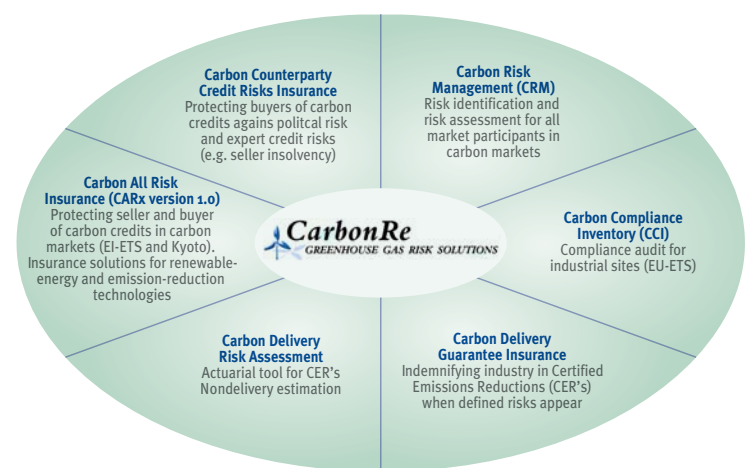 Carbon Counterparty
Credit Risks Insurance
Protecting buyers of carbon
credits agains politcal risk
and expert credit risks
(e.g. seller insolvency)
Carbon Risk
Management (CRM)
Risk identification and
risk assessment for all
market participants in
carbon markets
Carbon All Risk
Insurance (CARx version 1.0)
Protecting seller and buyer
of carbon credits in carbon
markets (EI-ETS and Kyoto).
Insurance solutions for renewable-
energy and emission-reduction
technologies
CarbonRe
GREENHOUSE GAS RISK SOLUTIONS
Carbon Compliance
Inventory (CCI)
Compliance audit for
industrial sites (EU-ETS)
Carbon Delivery
Risk Assessment
Actuarial tool for CER's
Nondelivery estimation
Carbon Delivery
Guarantee Insurance
Indemnifying industry in Certified
Emissions Reductions (CER's)
when defined risks appear